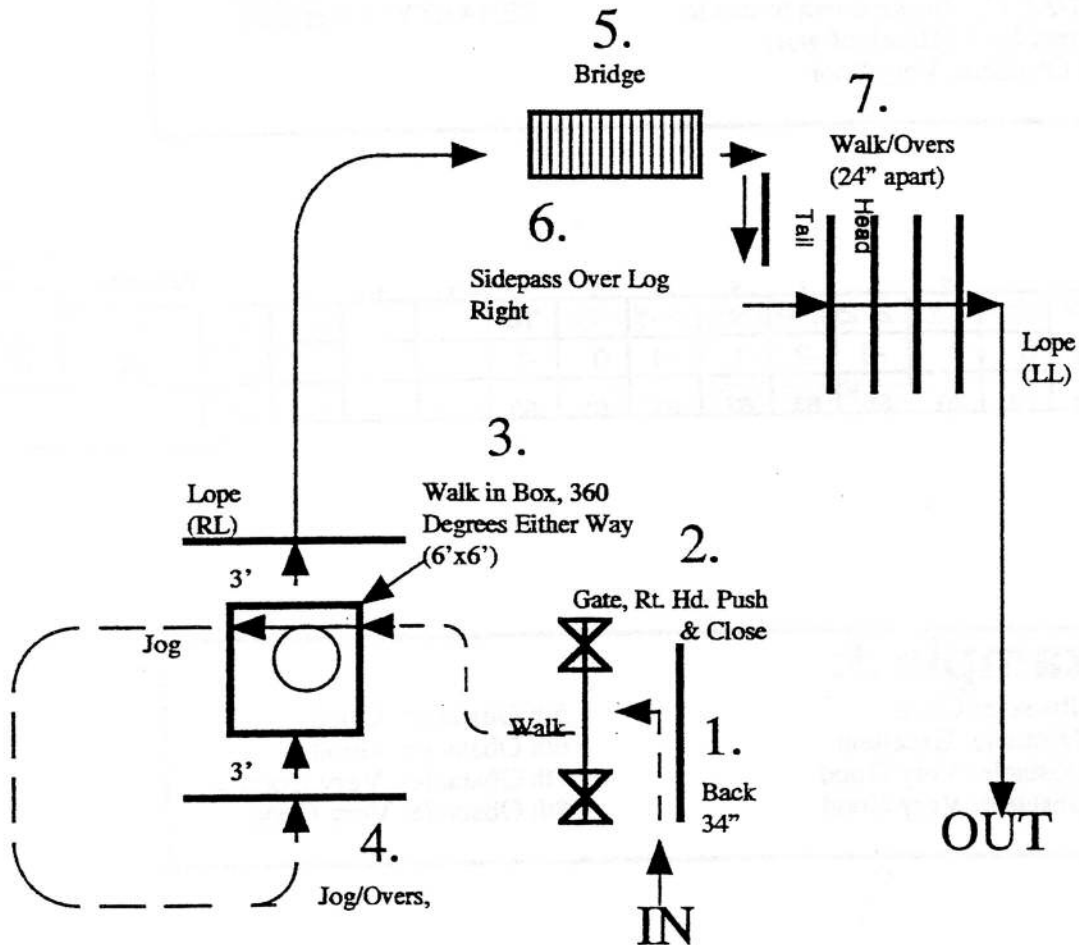 5.
Bridge
7.
Walk/Overs
(24” apart)
Tail
Head
6.
Sidepass Over Log
Right
Lope
(LL)
3.
Walk in Box, 360
Degrees Either Way
(6’x6’)
Lope
(RL)
3’
2.
Gate, Rt. Hd. Push
& Close
Jog
Walk
1.
Back
34”
3’
4.
Jog/Overs,
IN
OUT